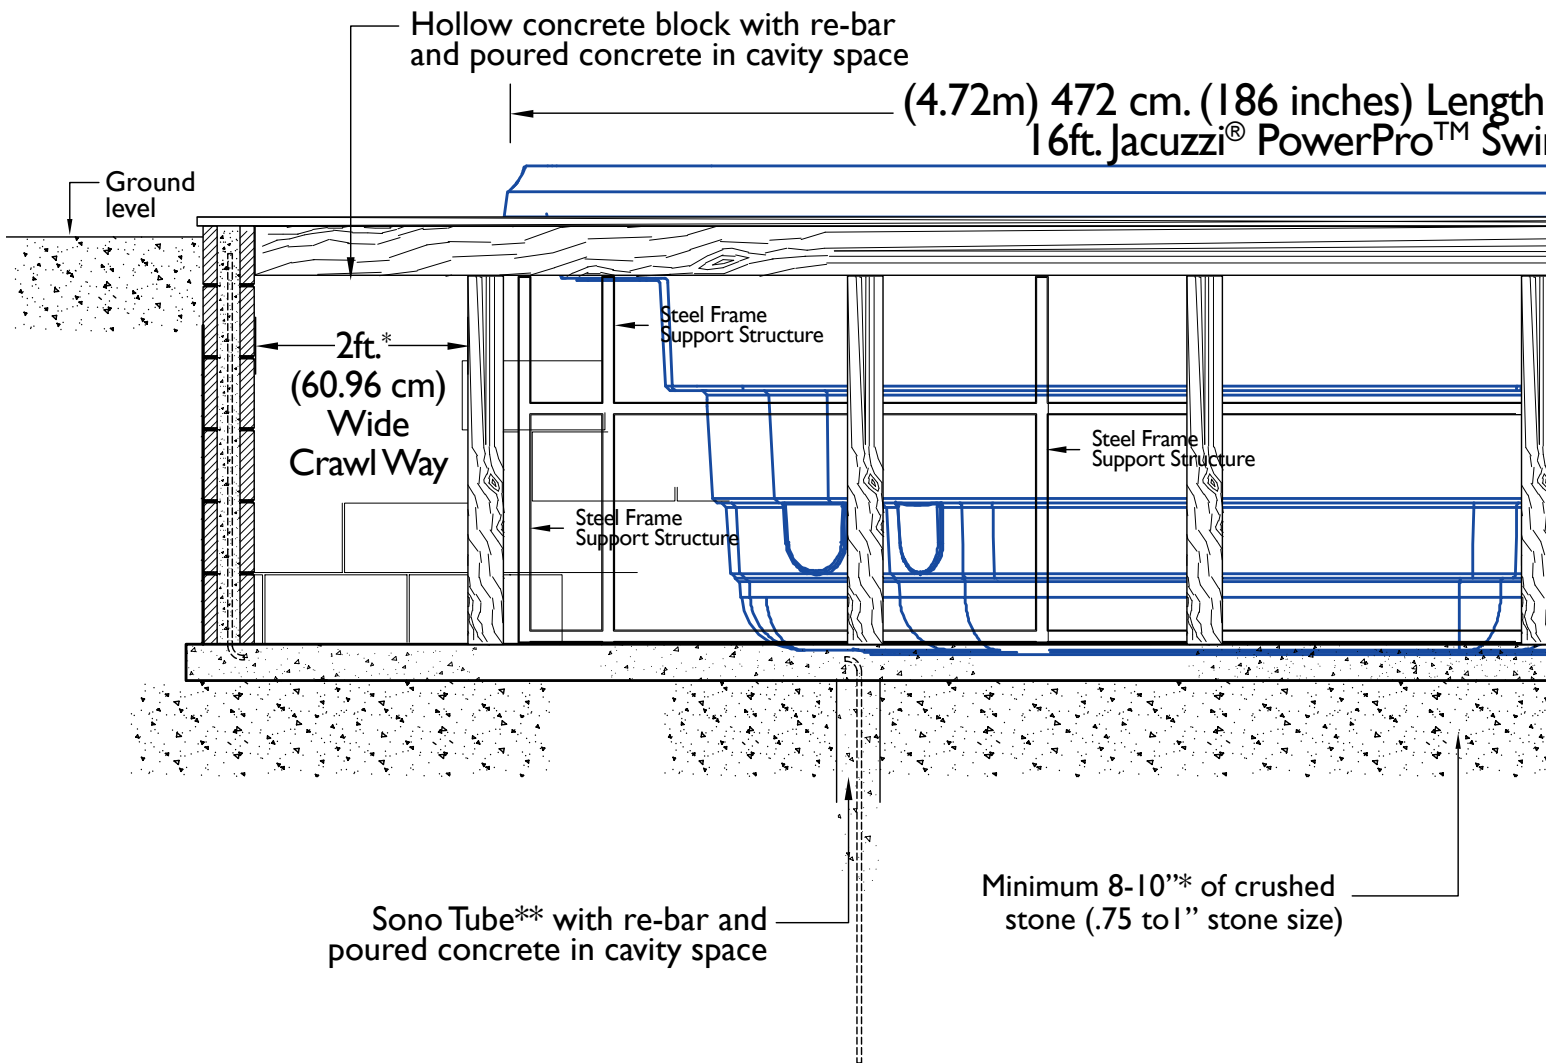 Hollow concrete block with re-bar
and poured concrete in cavity space
(4.72m) 472 cm. (186 inches) Length
16ft. Jacuzzi® PowerPro™
Ground
level
Steel Frame
Support Structure
2ft.*
(60.96 cm)
Wide
Crawl Way
Steel Frame
Support Structure
Steel Frame
Support Structure
Minimum 8-10”* of crushed
stone (.75 to1” stone size)
Sono Tube** with re-bar and
poured concrete in cavity space